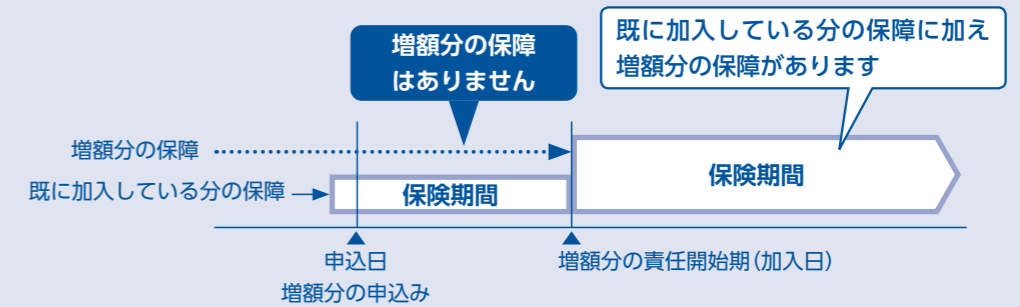 増額分の保障
はありません
既に加入している分の保障に加え
増額分の保障があります
増額分の保障
既に加入している分の保障
保険期間
保険期間
申込日
増額分の申込み
増額分の責任開始期(加入日)